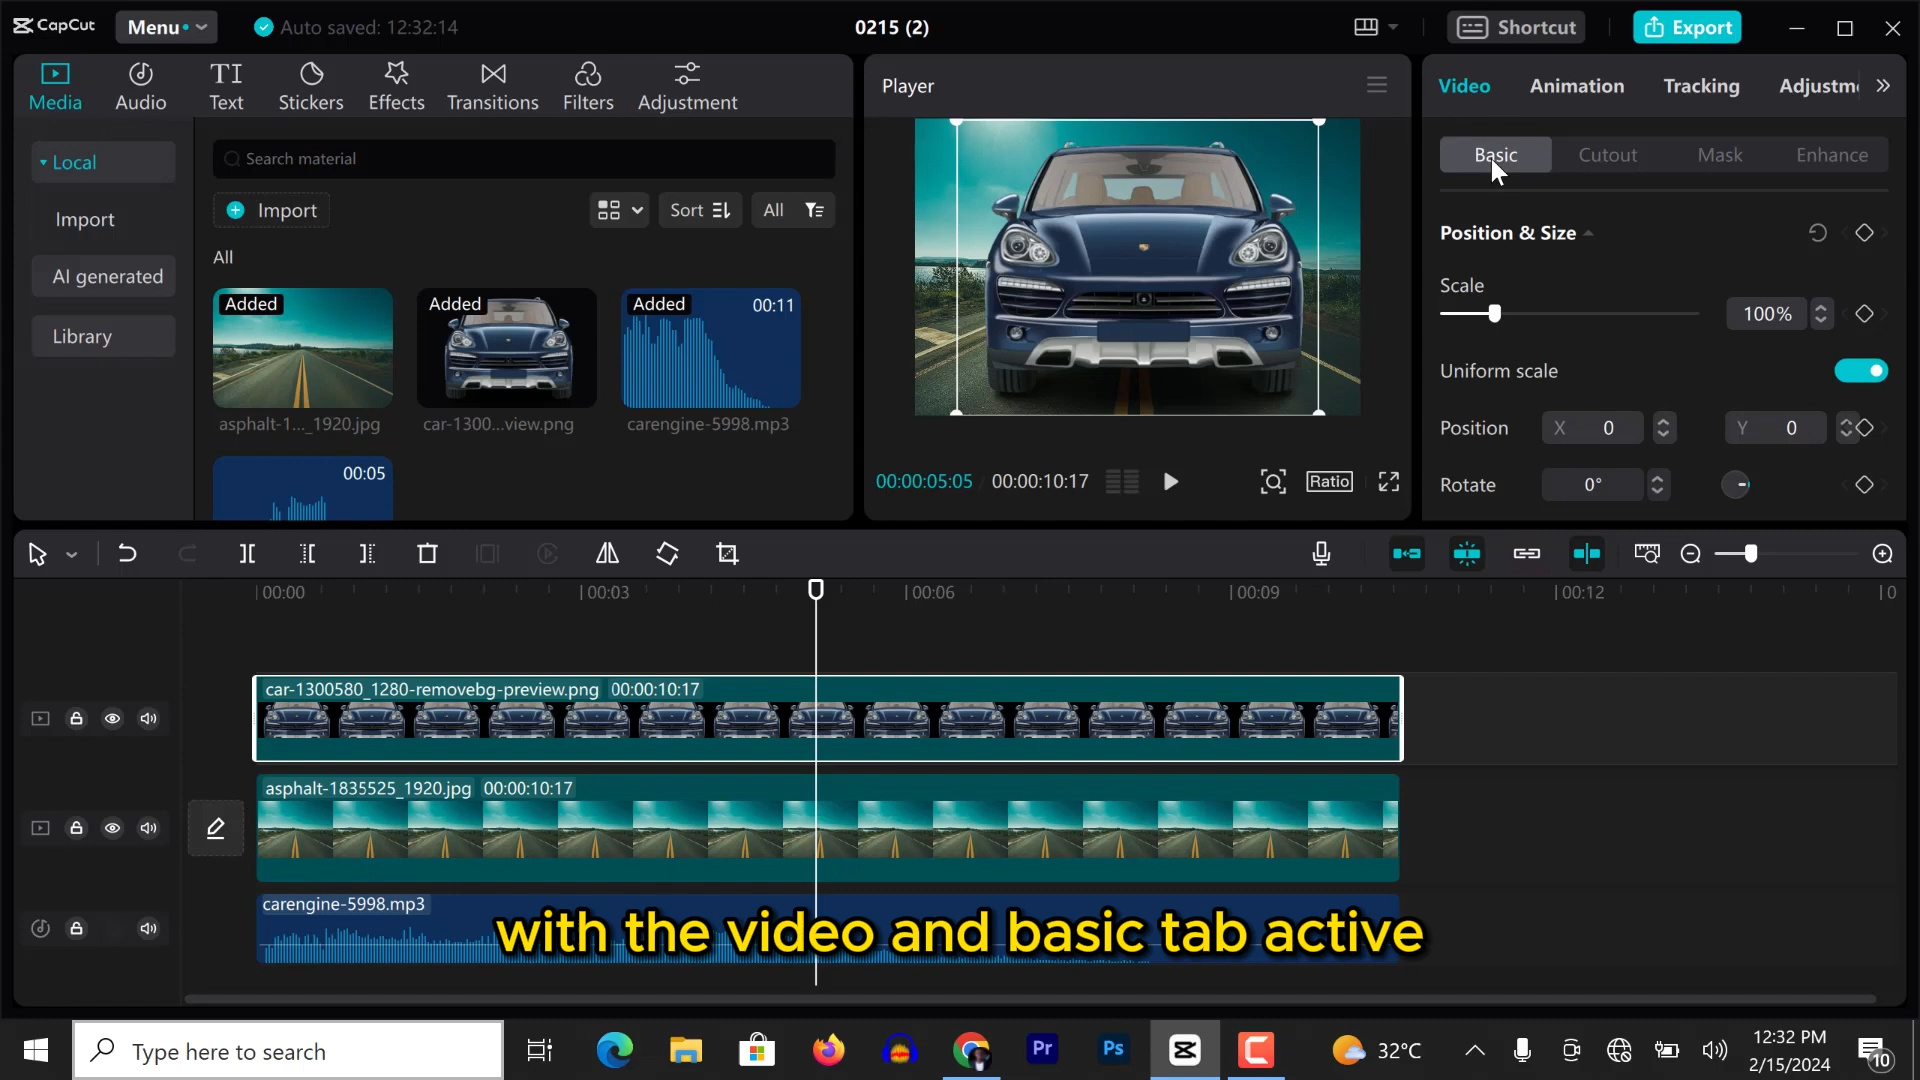 CapCut
Menu
Auto saved: 12:32:14
0215 (2)
Shortcut
Export
Media
Audio
TI
Text
Stickers
Effects
Transitions
Filters
Adjustment
Player
Video
Animation
Tracking
Adjustm
Local
Import
AI generated
Library
Search material
Import
Sort
All
All
Added
asphalt-1..._1920.jpg
Added
car-1300...view.png
Added
00:11
carengine-5998.mp3
00:05
00:00:05:05
00:00:10:17
Ratio
Basic
Cutout
Mask
Enhance
Position & Size
Scale
100%
Uniform scale
Position
X 0
Y 0
Rotate
0°
00:00
00:03
00:06
00:09
00:12
0
car-1300580_1280-removebg-preview.png 00:00:10:17
asphalt-1835525_1920.jpg 00:00:10:17
carengine-5998.mp3
with the video and basic tab active
Type here to search
Pr
Ps
32°C
12:32 PM
2/15/2024
10